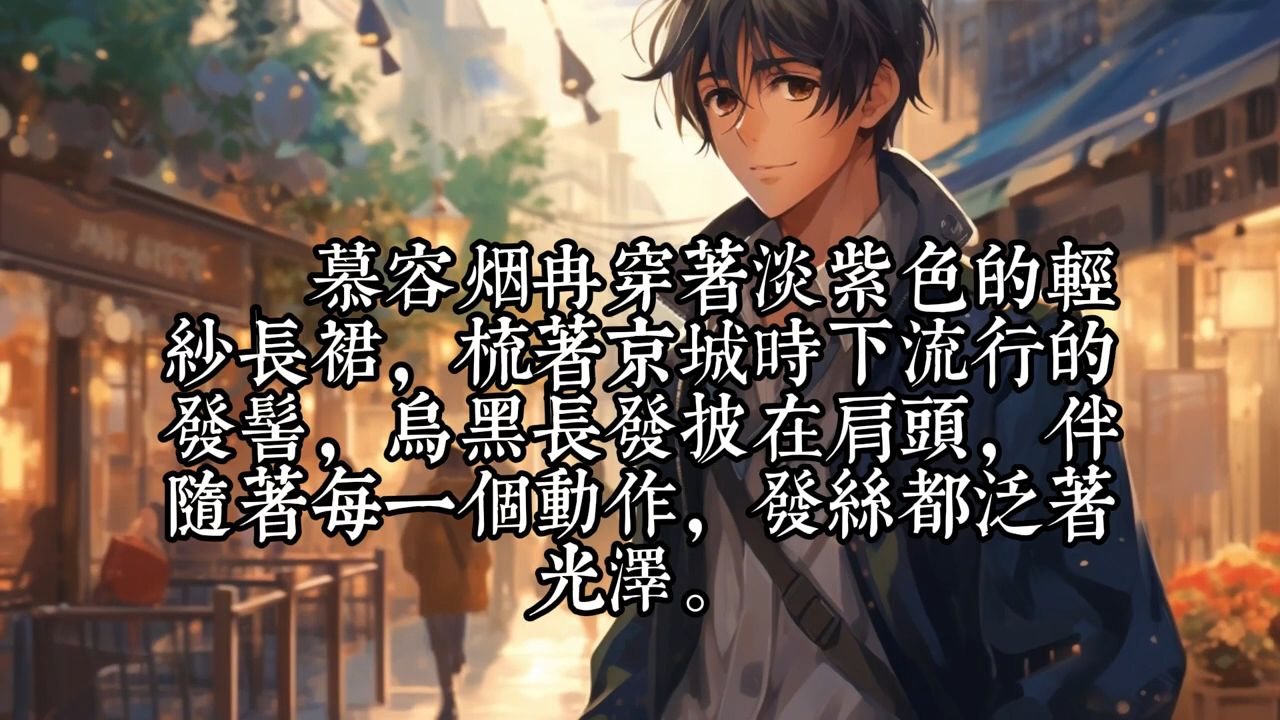 慕容烟冉穿著淡紫色的輕
紗長裙，梳著京城時下流行的
發髻，烏黑長發披在肩頭，伴
隨著每一個動作，發絲都泛著
光澤。